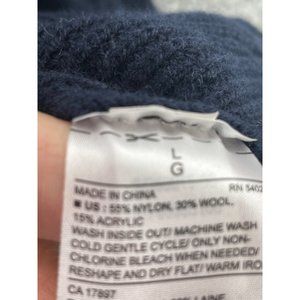 L
G
MADE IN CHINA
RN 5402
■ US : 55% NYLON, 30% WOOL,
15% ACRYLIC
WASH INSIDE OUT/ MACHINE WASH
COLD GENTLE CYCLE/ ONLY NON-
CHLORINE BLEACH WHEN NEEDED/
RESHAPE AND DRY FLAT/ WARM IRON
CA 17897